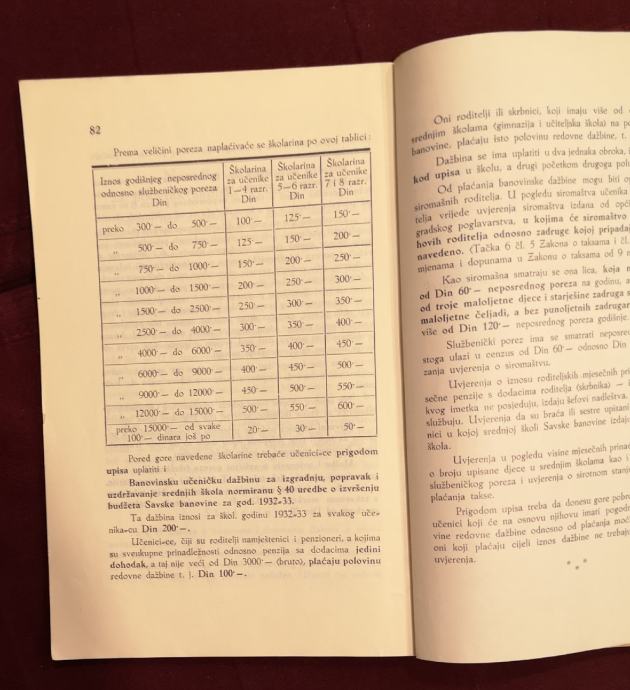 82
Prema veličini poreza naplaćivaće se školarina po ovoj tablici:
Iznos godišnjeg neposrednog odnosno službeničkog poreza Din | Školarina za učenike 1—4 razr. Din | Školarina za učenike 5—6 razr. Din | Školarina za učenike 7 i 8 razr. Din
preko 300·— do 500·— 100·— 125·— 150·—
„ 500·— do 750·— 125·— 150·— 200·—
„ 750·— do 1000·— 150·— 200·— 250·—
„ 1000·— do 1500·— 200·— 250·— 300·—
„ 1500·— do 2500·— 250·— 300·— 350·—
„ 2500·— do 4000·— 300·— 350·— 400·—
„ 4000·— do 6000·— 350·— 400·— 450·—
„ 6000·— do 9000·— 400·— 450·— 500·—
„ 9000·— do 12000·— 450·— 500·— 550·—
„ 12000·— do 15000·— 500·— 550·— 600·—
preko 15000·— od svake 100·— dinara još po 20·— 30·— 50·—
Pored gore navedene školarine trebaće učenici-ce prigodom
upisa uplatiti i
Banovinsku učeničku dažbinu za izgradnju, popravak i
uzdržavanje srednjih škola normiranu § 40 uredbe o izvršenju
budžeta Savske banovine za god. 1932-33.
Ta dažbina iznosi za škol. godinu 1932-33 za svakog uče-
nika-cu Din 200·—.
Učenici-ce, čiji su roditelji namještenici i penzioneri, a kojima
su sveukupne prinadležnosti odnosno penzija sa dodacima jedini
dohodak, a taj nije veći od Din 3000·— (bruto), plaćaju polovinu
redovne dažbine t. j. Din 100·—.
Oni roditelji ili skrbnici, koji imaju više od
srednjim školama (gimnazija i učiteljska škola) na
banovine, plaćaju isto polovinu redovne dažbine, t.
Dažbina se ima uplatiti u dva jednaka obroka,
kod upisa u školu, a drugi početkom drugoga
Od plaćanja banovinske dažbine mogu biti
siromašnih roditelja. U pogledu siromaštva učenika
telja vrijede uvjerenja siromaštva izdana od
gradskog poglavarstva, u kojima će siromaštvo
hovih roditelja odnosno zadruge kojoj
navedeno. (Tačka 6 čl. 5 Zakona o taksama i čl.
mjenama i dopunama u Zakonu o taksama od 9
Kao siromašna smatraju se ona lica, koja
od Din 60·— neposrednog poreza na godinu, a
od troje maloljetne djece i starješine zadruga
maloljetne čeljadi, a bez punoljetnih
više od Din 120·— neposrednog poreza godišnje.
Službenički porez ima se smatrati
stoga ulazi u cenzus od Din 60·— odnosno Din
zanja uvjerenja o siromaštvu.
Uvjerenja o iznosu roditeljskih mjesečnih
sečne penzije s dodacima roditelja (skrbnika) —
kvog imetka ne posjeduju, izdaju šefovi nadleštva,
službuju. Uvjerenja da su braća ili sestre
nici u kojoj srednjoj školi Savske banovine
škola.
Uvjerenja u pogledu visine mjesečnih
o broju upisane djece u srednjim školama kao i
službeničkog poreza i uvjerenja o sirotnom
plaćanja takse.
Prigodom upisa treba da donesu gore
učenici koji će na osnovu njihovu imati
vine redovne dažbine odnosno od plaćanja
oni koji plaćaju cijeli iznos dažbine ne
uvjerenja.